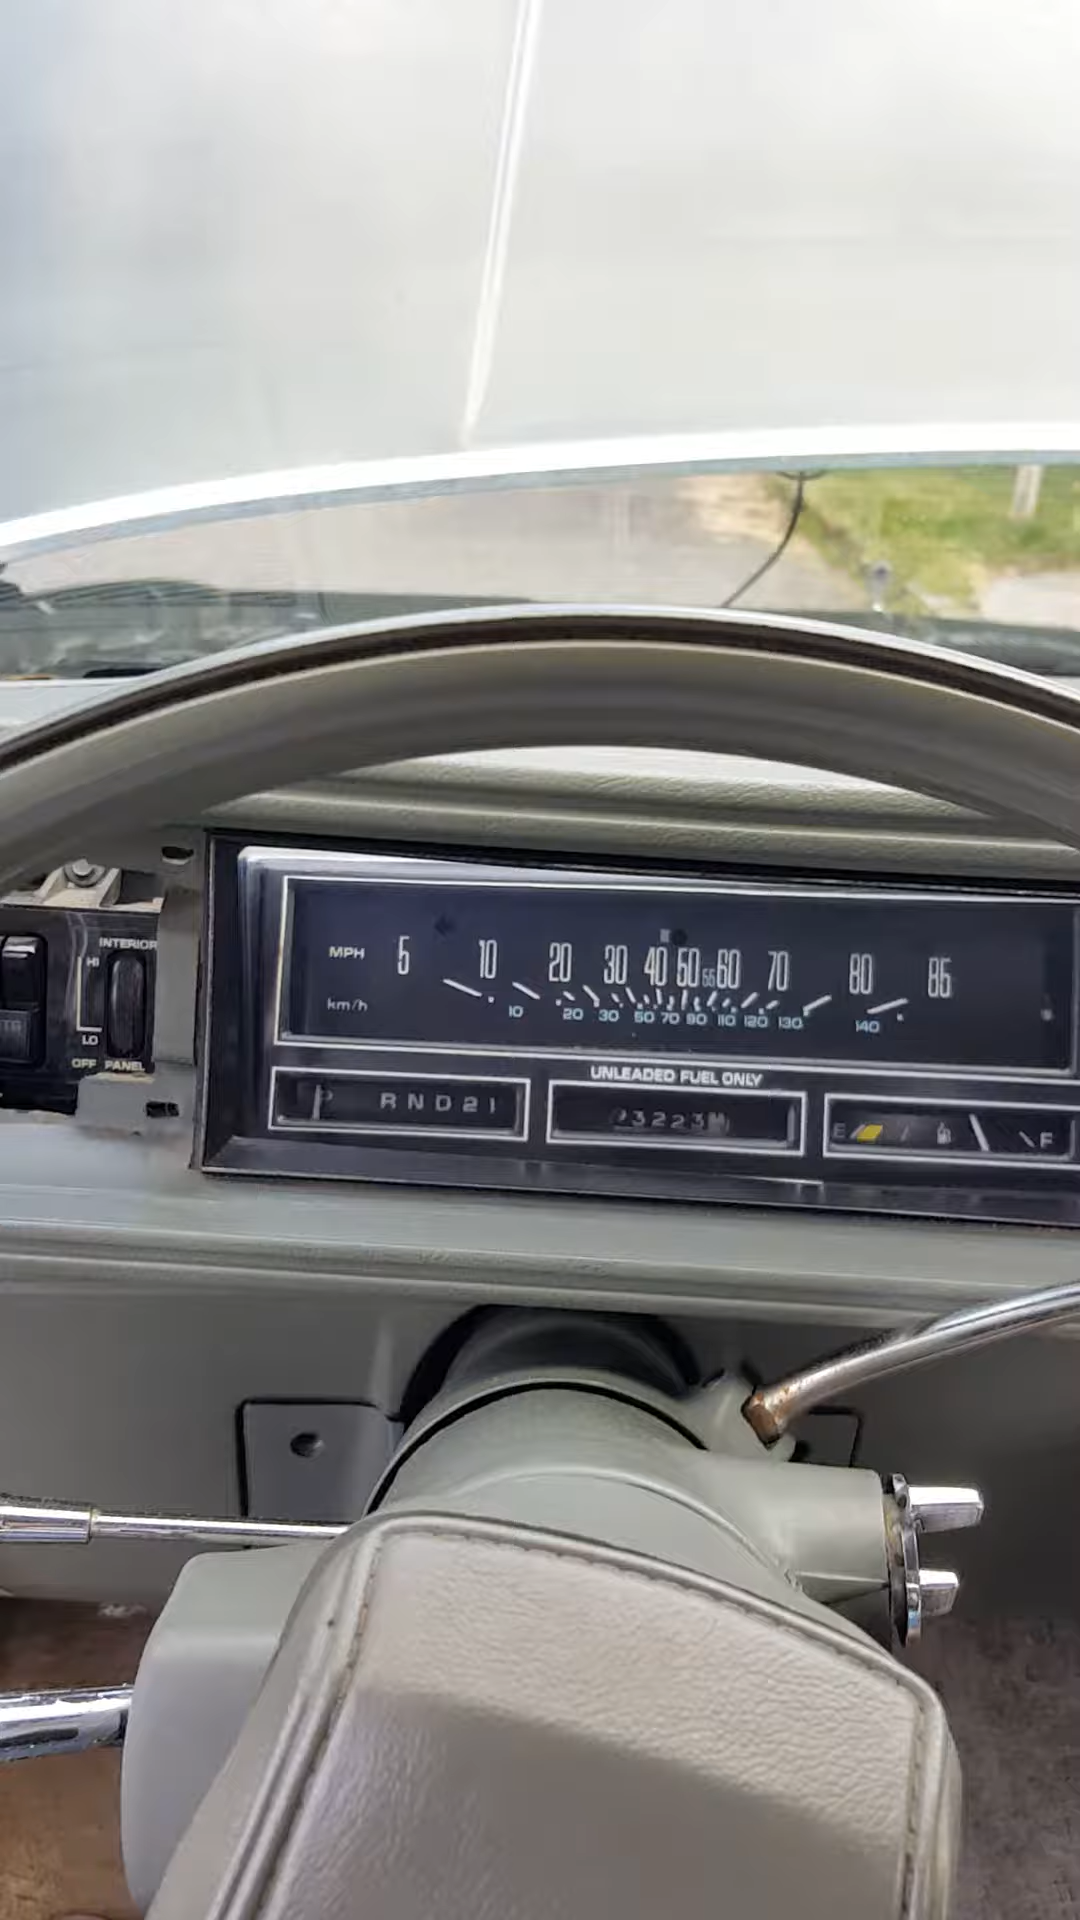 INTERIOR
HI
LO
OFF PANEL
MPH 5 10 20 30 40 50 55 60 70 80 85
km/h 10 20 30 50 70 90 110 120 130 140
UNLEADED FUEL ONLY
P R N D 2 1
E F